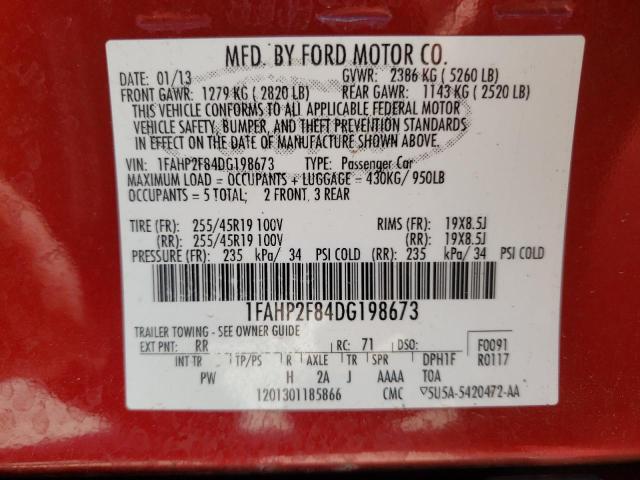 MFD. BY FORD MOTOR CO.
DATE: 01/13 GVWR: 2386 KG ( 5260 LB)
FRONT GAWR: 1279 KG ( 2820 LB) REAR GAWR: 1143 KG ( 2520 LB)
THIS VEHICLE CONFORMS TO ALL APPLICABLE FEDERAL MOTOR
VEHICLE SAFETY, BUMPER, AND THEFT PREVENTION STANDARDS
IN EFFECT ON THE DATE OF MANUFACTURE SHOWN ABOVE.
VIN: 1FAHP2F84DG198673 TYPE: Passenger Car
MAXIMUM LOAD = OCCUPANTS + LUGGAGE = 430KG/ 950LB
OCCUPANTS = 5 TOTAL; 2 FRONT, 3 REAR
TIRE (FR): 255/45R19 100V RIMS (FR): 19X8.5J
(RR): 255/45R19 100V (RR): 19X8.5J
PRESSURE (FR): 235 kPa/ 34 PSI COLD (RR): 235 kPa/ 34 PSI COLD
1FAHP2F84DG198673
TRAILER TOWING - SEE OWNER GUIDE
EXT PNT: RR RC: 71 DSO: F0091
INT TR TP/PS R AXLE TR SPR DPH1F R0117
PW H 2A J AAAA TOA
1201301185866 CMC ▽5U5A-5420472-AA